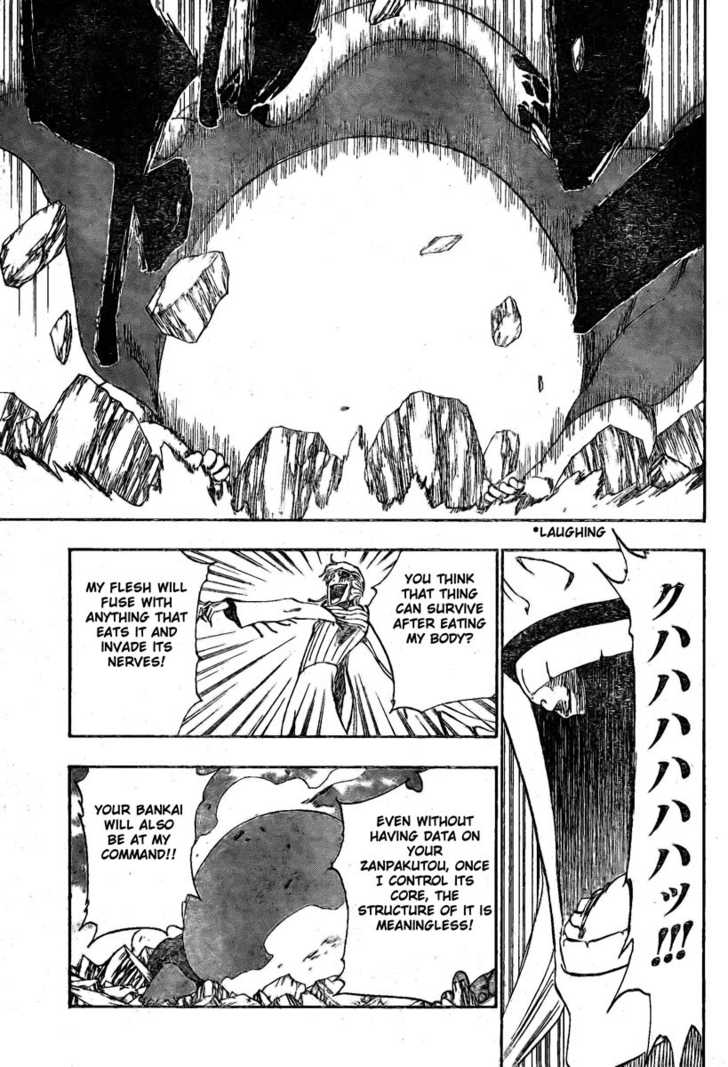 *LAUGHING
クハハハハハハッ!!!
YOU THINK
THAT THING
CAN SURVIVE
AFTER EATING
MY BODY?
MY FLESH WILL
FUSE WITH
ANYTHING THAT
EATS IT AND
INVADE ITS
NERVES!
EVEN WITHOUT
HAVING DATA ON
YOUR
ZANPAKUTOU, ONCE
I CONTROL ITS
CORE, THE
STRUCTURE OF IT IS
MEANINGLESS!
YOUR BANKAI
WILL ALSO
BE AT MY
COMMAND!!